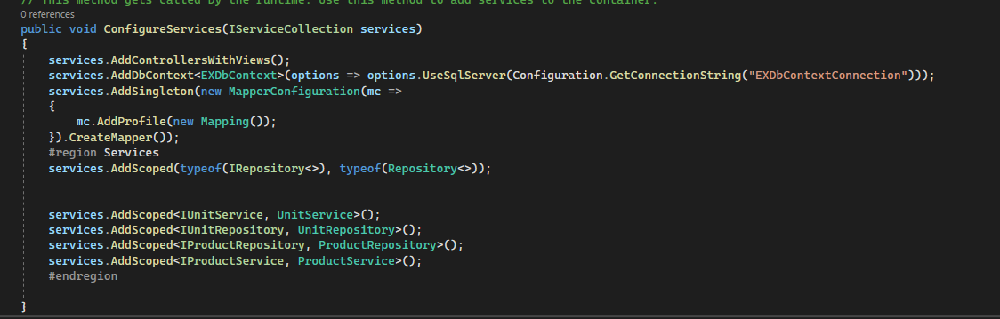 // This method gets called by the runtime. Use this method to add services to the container.
0 references
public void ConfigureServices(IServiceCollection services)
{
services.AddControllersWithViews();
services.AddDbContext<EXDbContext>(options => options.UseSqlServer(Configuration.GetConnectionString("EXDbContextConnection")));
services.AddSingleton(new MapperConfiguration(mc =>
{
mc.AddProfile(new Mapping());
}).CreateMapper());
#region Services
services.AddScoped(typeof(IRepository<>), typeof(Repository<>));
services.AddScoped<IUnitService, UnitService>();
services.AddScoped<IUnitRepository, UnitRepository>();
services.AddScoped<IProductRepository, ProductRepository>();
services.AddScoped<IProductService, ProductService>();
#endregion
}